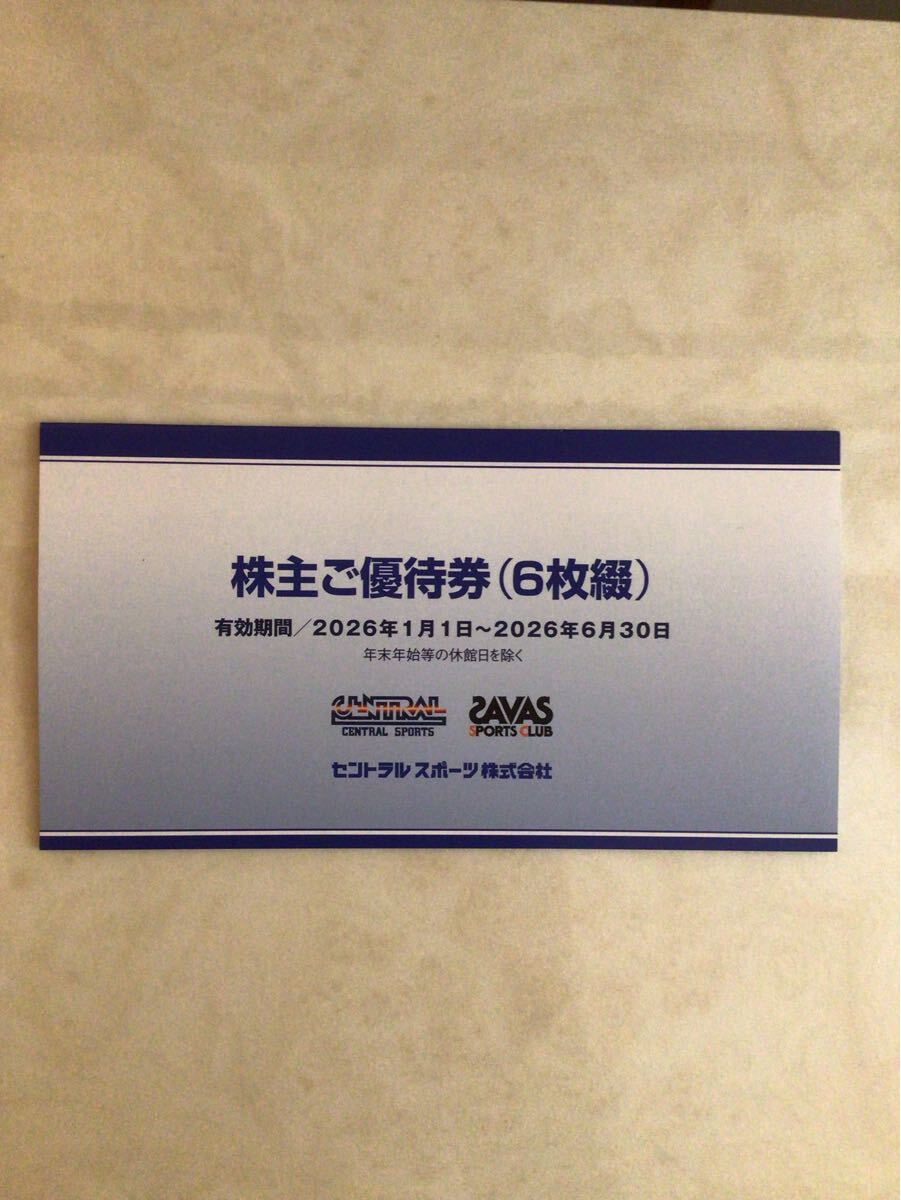 株主ご優待券（6枚綴）
有効期間／2026年1月1日～2026年6月30日
年末年始等の休館日を除く
CENTRAL
CENTRAL SPORTS
SAVAS
SPORTS CLUB
セントラルスポーツ株式会社